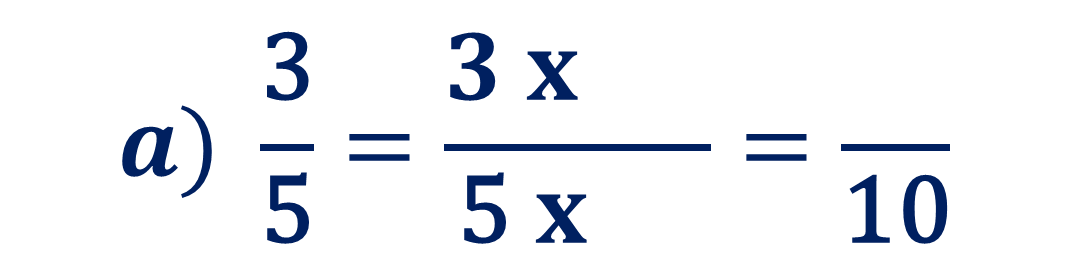 a) 3/5 = 3 x / 5 x = /10